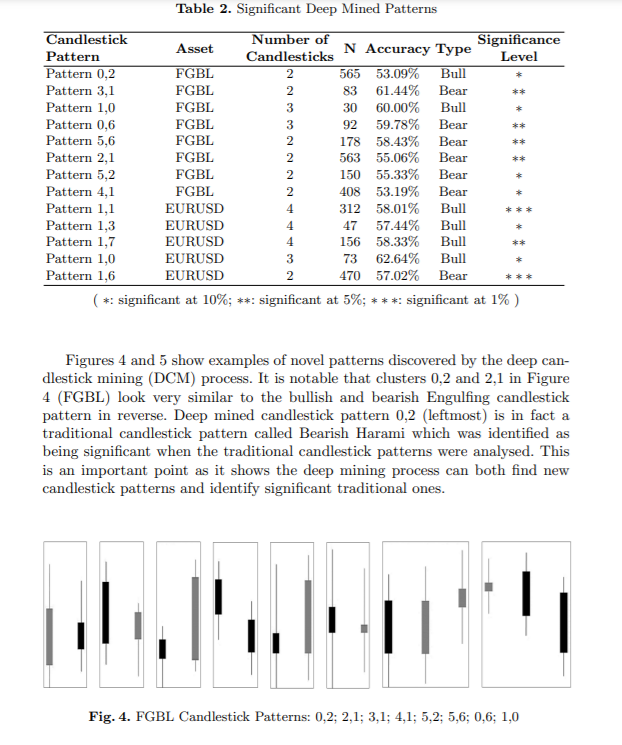 Table 2. Significant Deep Mined Patterns
Candlestick Pattern Asset Number of Candlesticks N Accuracy Type Significance Level
Pattern 0,2 FGBL 2 565 53.09% Bull *
Pattern 3,1 FGBL 2 83 61.44% Bear **
Pattern 1,0 FGBL 3 30 60.00% Bull *
Pattern 0,6 FGBL 3 92 59.78% Bear **
Pattern 5,6 FGBL 2 178 58.43% Bear **
Pattern 2,1 FGBL 2 563 55.06% Bear **
Pattern 5,2 FGBL 2 150 55.33% Bear *
Pattern 4,1 FGBL 2 408 53.19% Bear *
Pattern 1,1 EURUSD 4 312 58.01% Bull * * *
Pattern 1,3 EURUSD 4 47 57.44% Bull *
Pattern 1,7 EURUSD 4 156 58.33% Bull **
Pattern 1,0 EURUSD 3 73 62.64% Bull *
Pattern 1,6 EURUSD 2 470 57.02% Bear * * *
( *: significant at 10%; **: significant at 5%; * * *: significant at 1% )
Figures 4 and 5 show examples of novel patterns discovered by the deep can-
dlestick mining (DCM) process. It is notable that clusters 0,2 and 2,1 in Figure
4 (FGBL) look very similar to the bullish and bearish Engulfing candlestick
pattern in reverse. Deep mined candlestick pattern 0,2 (leftmost) is in fact a
traditional candlestick pattern called Bearish Harami which was identified as
being significant when the traditional candlestick patterns were analysed. This
is an important point as it shows the deep mining process can both find new
candlestick patterns and identify significant traditional ones.
Fig. 4. FGBL Candlestick Patterns: 0,2; 2,1; 3,1; 4,1; 5,2; 5,6; 0,6; 1,0